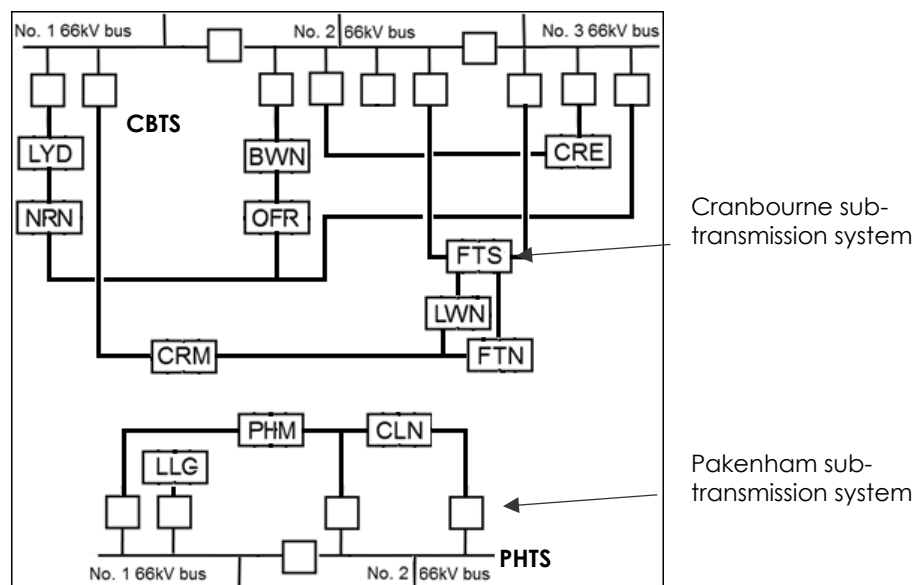 No. 1 66kV bus
No. 2 66kV bus
No. 3 66kV bus
CBTS
LYD
BWN
CRE
NRN
OFR
Cranbourne sub-
transmission system
FTS
LWN
CRM
FTN
PHM
CLN
LLG
Pakenham sub-
transmission system
PHTS
No. 1 66kV bus
No. 2 66kV bus